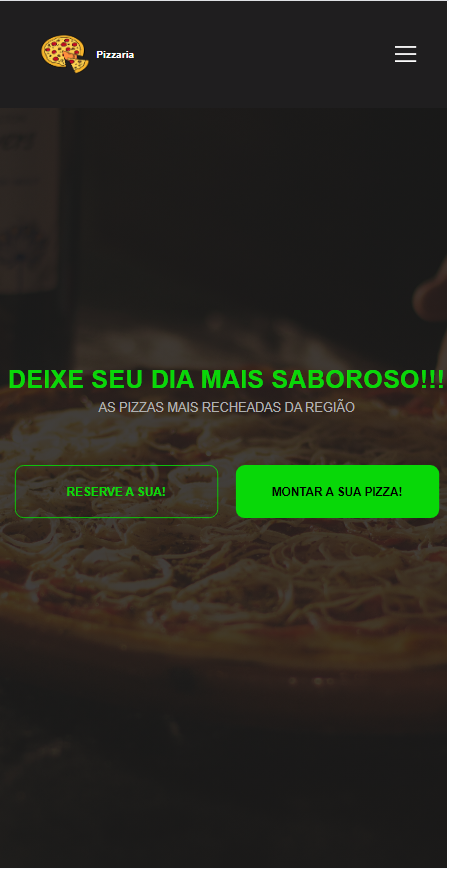 Pizzaria
DEIXE SEU DIA MAIS SABOROSO!!!
AS PIZZAS MAIS RECHEADAS DA REGIÃO
RESERVE A SUA!
MONTAR A SUA PIZZA!